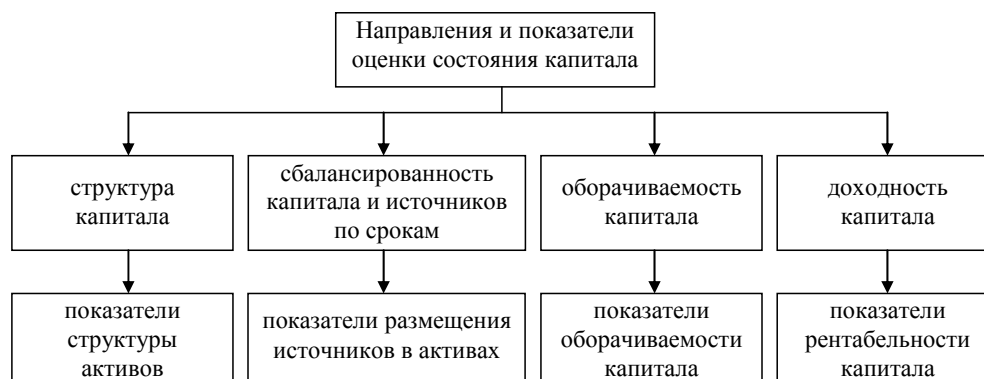 Направления и показатели
оценки состояния капитала
структура
капитала
сбалансированность
капитала и источников
по срокам
оборачиваемость
капитала
доходность
капитала
показатели
структуры
активов
показатели размещения
источников в активах
показатели
оборачиваемости
капитала
показатели
рентабельности
капитала